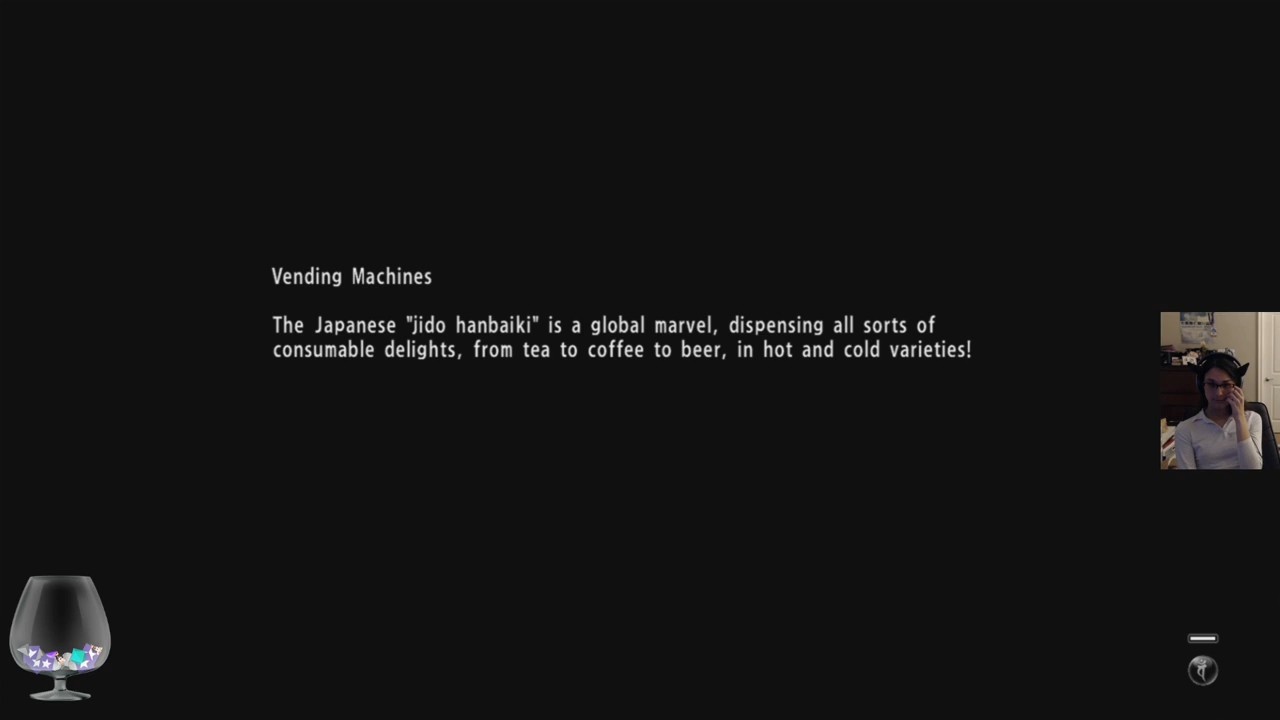 Vending Machines
The Japanese "jido hanbaiki" is a global marvel, dispensing all sorts of
consumable delights, from tea to coffee to beer, in hot and cold varieties!